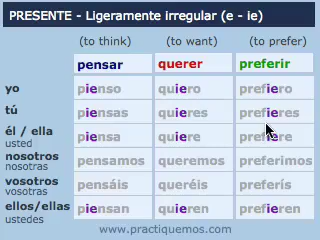 PRESENTE - Ligeramente irregular (e - ie)
(to think) (to want) (to prefer)
pensar querer preferir
yo pienso quiero prefiero
tú piensas quieres prefieres
él / ella piensa quiere prefiere
usted
nosotros pensamos queremos preferimos
nosotras
vosotros pensáis queréis preferís
vosotras
ellos/ellas piensan quieren prefieren
ustedes
www.practiquemos.com